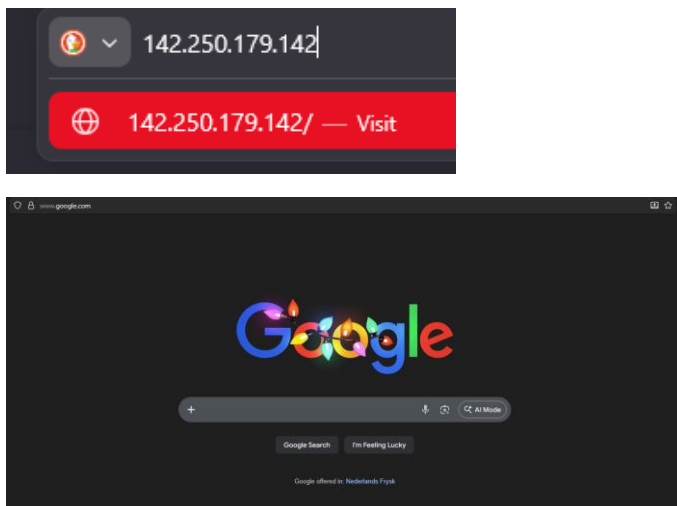 142.250.179.142
142.250.179.142/ — Visit
www.google.com
Google
AI Mode
Google Search I'm Feeling Lucky
Google offered in: Nederlands Frysk